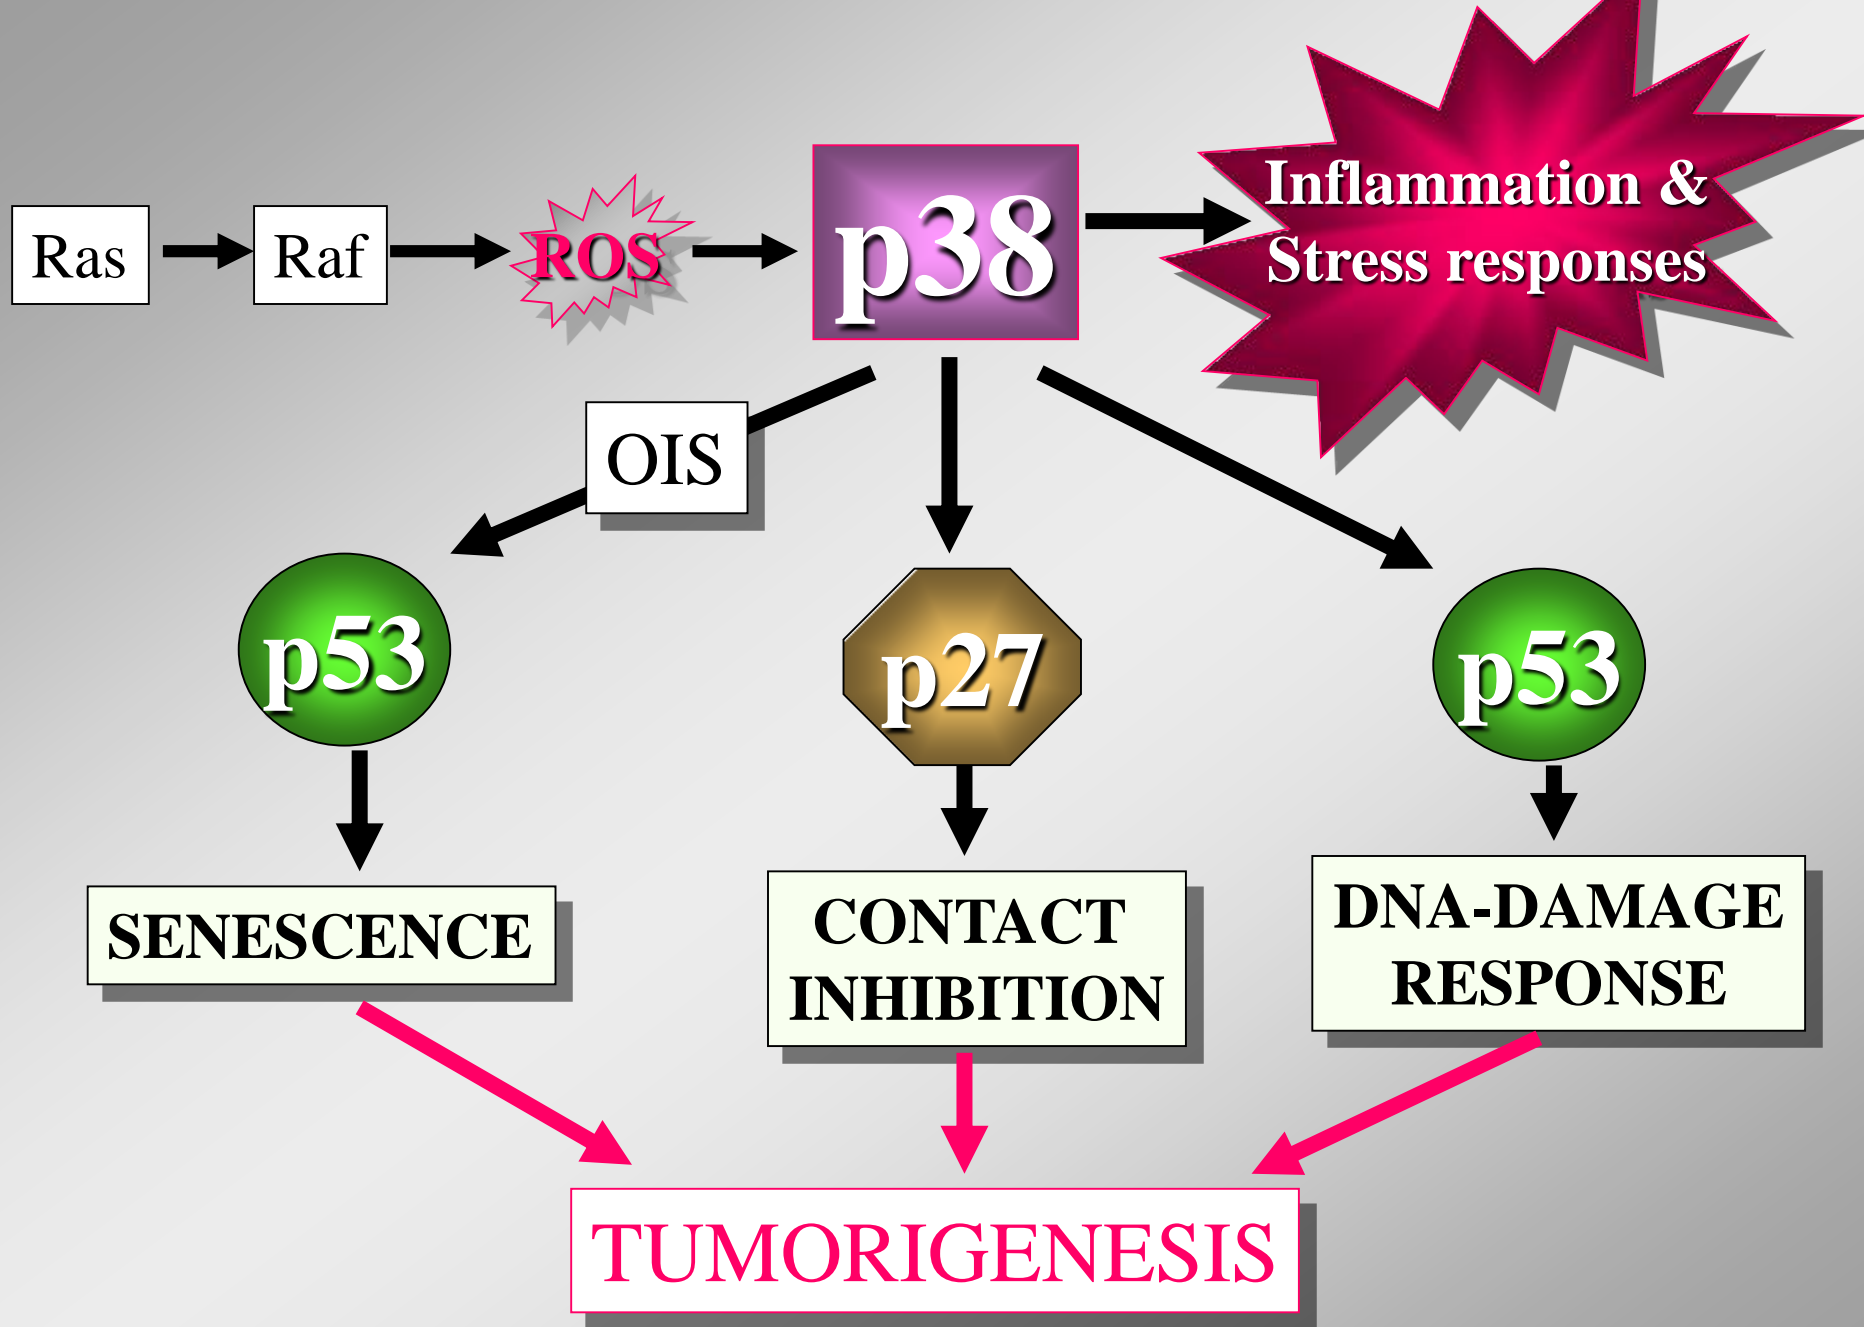 Ras
Raf
ROS
p38
Inflammation &
Stress responses
OIS
p53
p27
p53
SENESCENCE
CONTACT
INHIBITION
DNA-DAMAGE
RESPONSE
TUMORIGENESIS